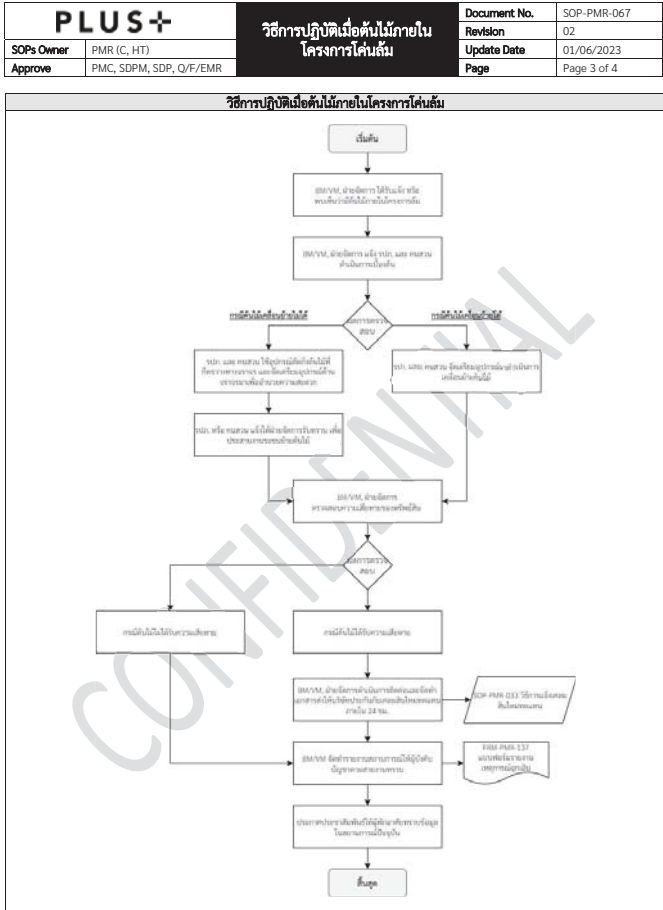 PLUS+
วิธีการปฏิบัติเมื่อต้นไม้ภายใน
โครงการโค่นล้ม
Document No. SOP-PMR-067
Revision 02
SOPs Owner PMR (C, HT)
Update Date 01/06/2023
Approve PMC, SDPM, SDP, Q/F/EMR
Page Page 3 of 4
วิธีการปฏิบัติเมื่อต้นไม้ภายในโครงการโค่นล้ม
เริ่มต้น
BM/VM, ฝ่ายจัดการ ได้รับแจ้ง หรือ
พบเห็นว่ามีต้นไม้ภายในโครงการล้ม
BM/VM, ฝ่ายจัดการ แจ้ง รปภ. และ คนสวน
ดำเนินการเบื้องต้น
กรณีต้นไม้เคลื่อนย้ายไม่ได้
กรณีต้นไม้เคลื่อนย้ายได้
ผลการตรวจ
สอบ
รปภ. และ คนสวน ใช้อุปกรณ์ตัดกิ่งต้นไม้ที่
กีดขวางทางจราจร และจัดเตรียมอุปกรณ์ด้าน
จราจรมาเพื่ออำนวยความสะดวก
รปภ. และ คนสวน จัดเตรียมอุปกรณ์ดำเนินการ
เคลื่อนย้ายต้นไม้
รปภ. หรือ คนสวน แจ้งให้ฝ่ายจัดการรับทราบ เพื่อ
ประสานงานรถขนย้ายต้นไม้
BM/VM, ฝ่ายจัดการ
ตรวจสอบความเสียหายของทรัพย์สิน
ผลการตรวจ
สอบ
กรณีต้นไม้ไม่ได้รับความเสียหาย
กรณีต้นไม้ได้รับความเสียหาย
BM/VM, ฝ่ายจัดการดำเนินการติดต่อและจัดทำ
เอกสารส่งให้บริษัทประกันภัยเคลมสินไหมทดแทน
ภายใน 24 ชม.
SOP-PMR-033 วิธีการแจ้งเคลม
สินไหมทดแทน
BM/VM จัดทำรายงานสถานการณ์ให้ผู้บังคับ
บัญชาตามสายงานทราบ
FRM-PMR-137
แบบฟอร์มรายงาน
เหตุการณ์ฉุกเฉิน
ประกาศประชาสัมพันธ์ให้ผู้พักอาศัยทราบข้อมูล
ในสถานการณ์ปัจจุบัน
สิ้นสุด
CONFIDENTIAL